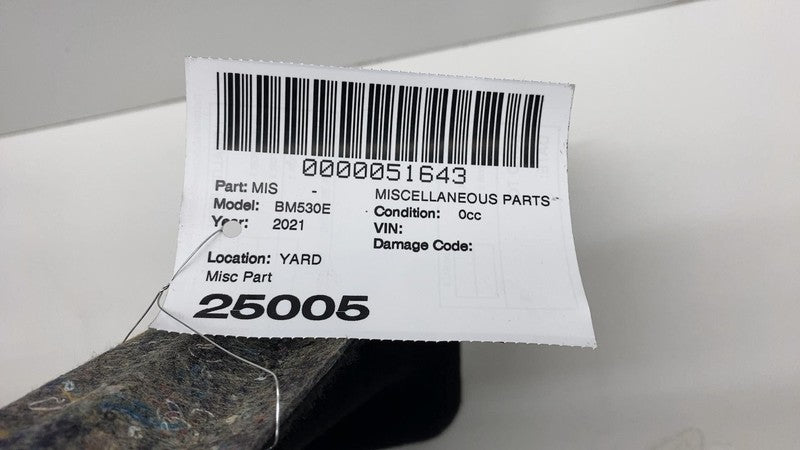 0000051643
Part: MIS - MISCELLANEOUS PARTS
Model: BM530E Condition: 0cc
Year: 2021 VIN:
Damage Code:
Location: YARD
Misc Part
25005